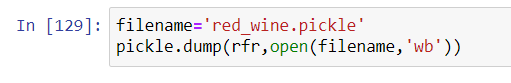 In [129]: filename='red_wine.pickle'
pickle.dump(rfr,open(filename,'wb'))